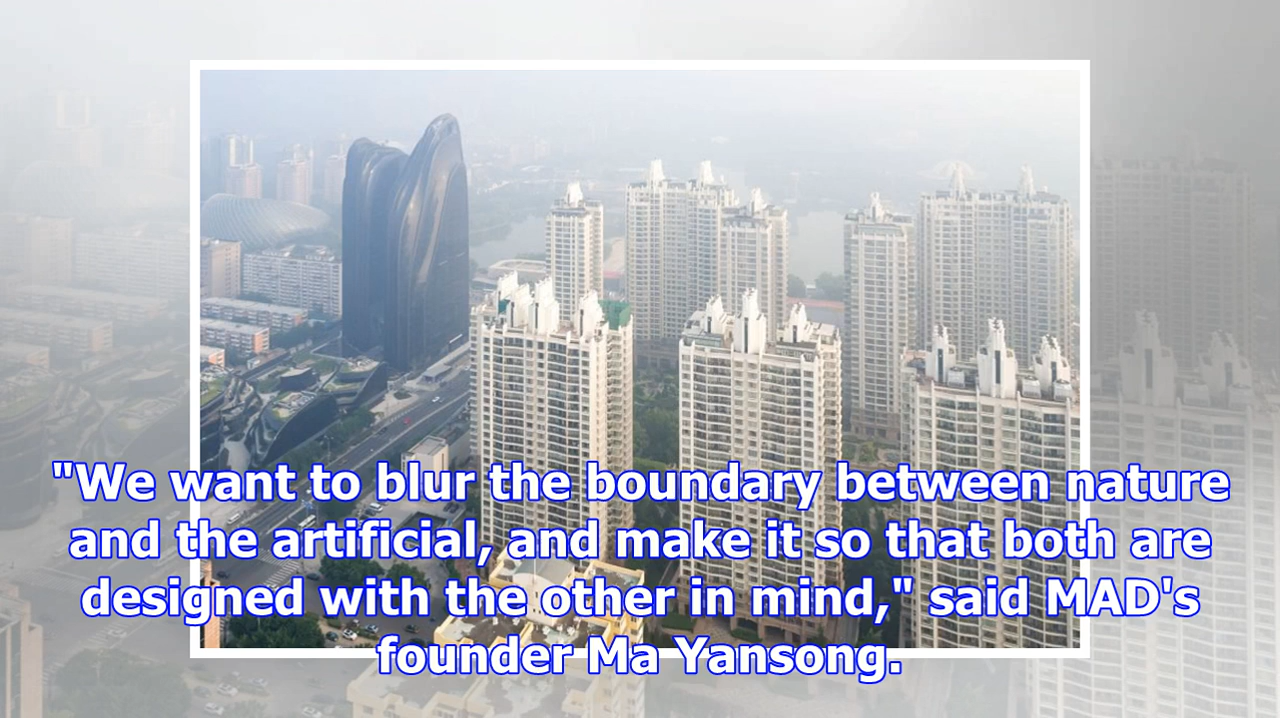 "We want to blur the boundary between nature
and the artificial, and make it so that both are
designed with the other in mind," said MAD's
founder Ma Yansong.